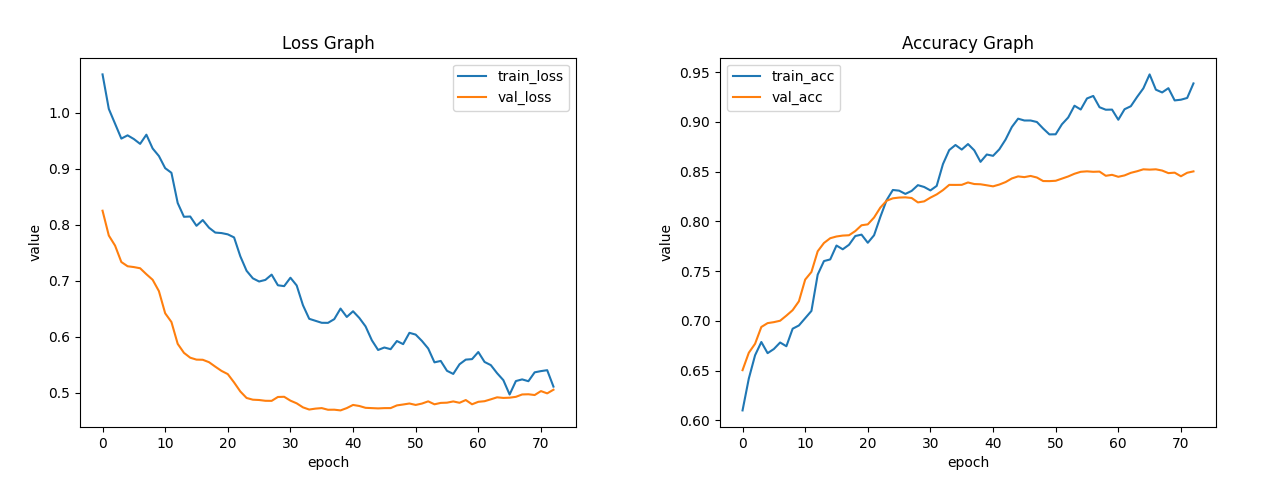 Loss Graph
value
1.0
0.9
0.8
0.7
0.6
0.5
train_loss
val_loss
0 10 20 30 40 50 60 70
epoch
Accuracy Graph
value
0.95
0.90
0.85
0.80
0.75
0.70
0.65
0.60
train_acc
val_acc
0 10 20 30 40 50 60 70
epoch